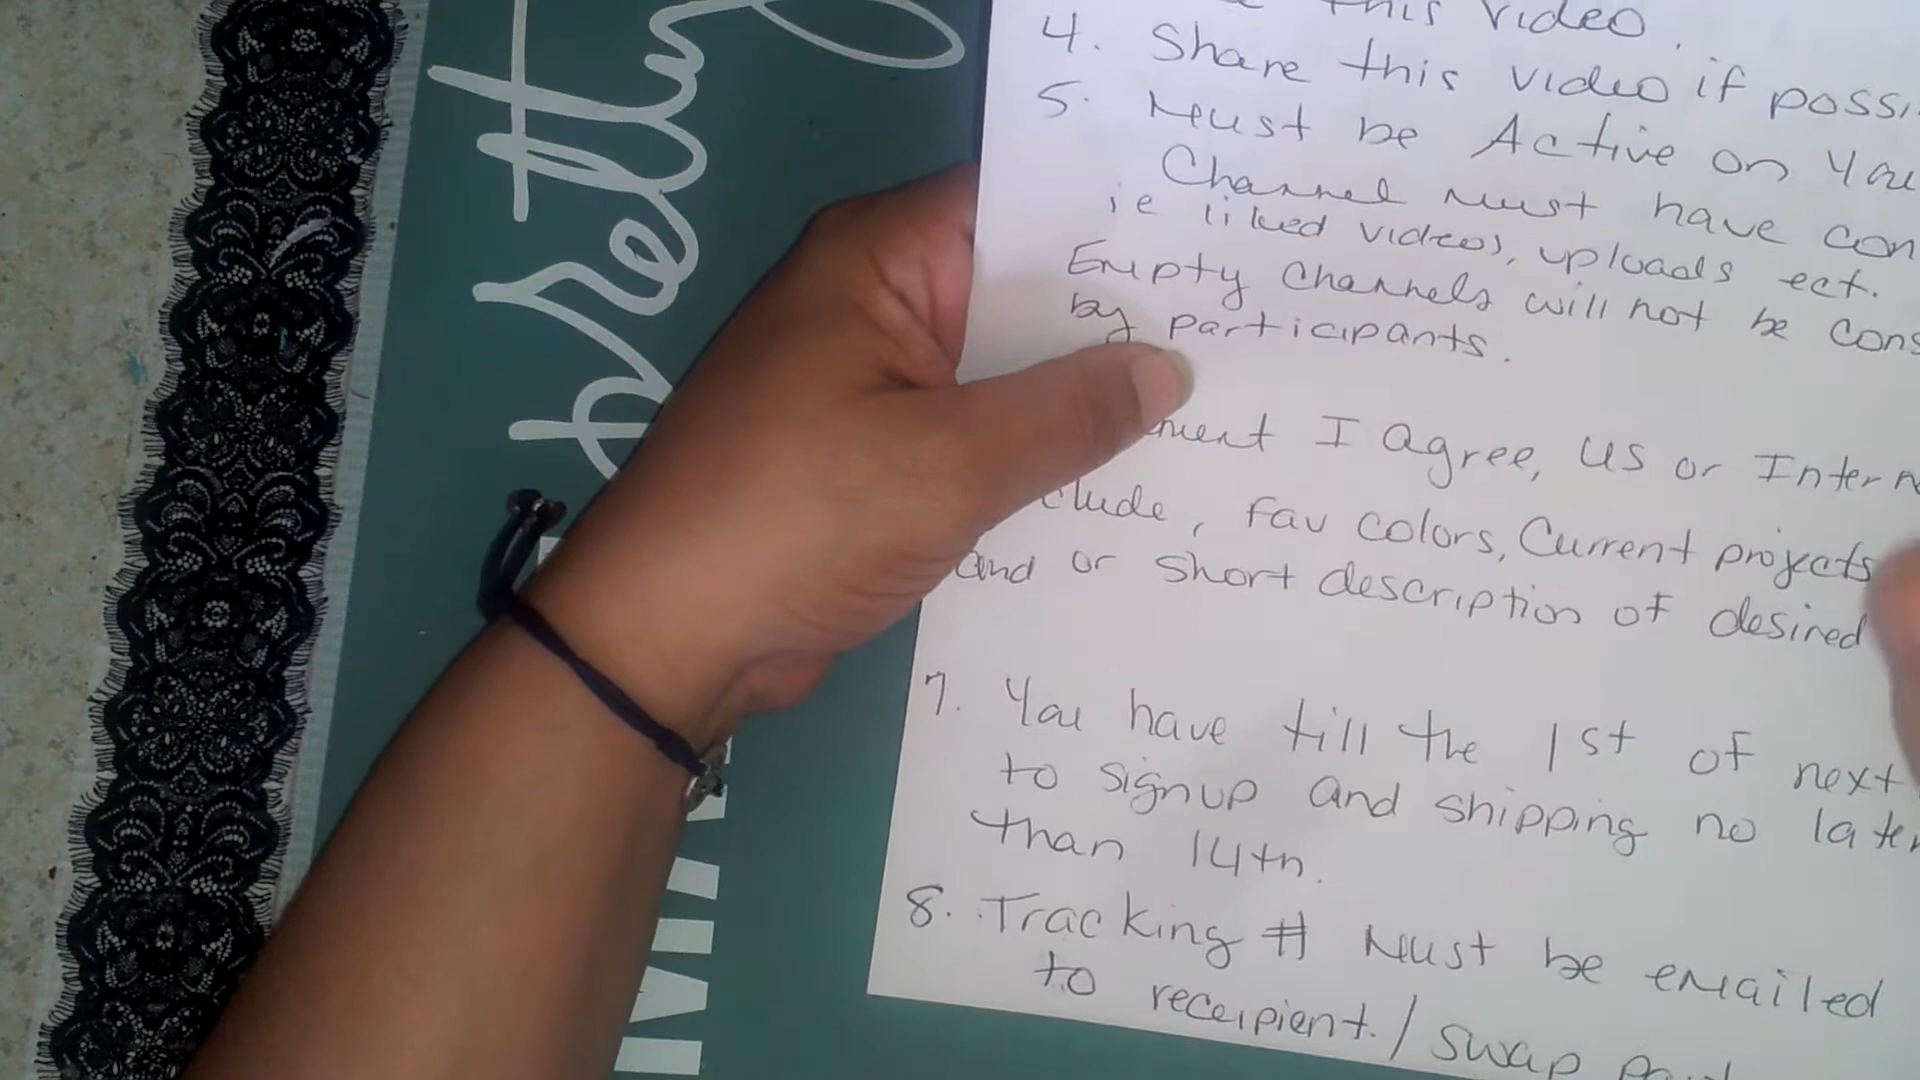 this video.
4. Share this video if possi
5. Must be Active on You
Channel must have con
ie liked videos, uploads ect.
Empty Channels will not be cons
by participants.
ment I agree, US or Intern
clude, fav colors, Current projects
and or short description of desired
7. You have till the 1st of next
to signup and shipping no later
than 14th.
8. Tracking # Must be emailed
to receipient. / Swap
pretty